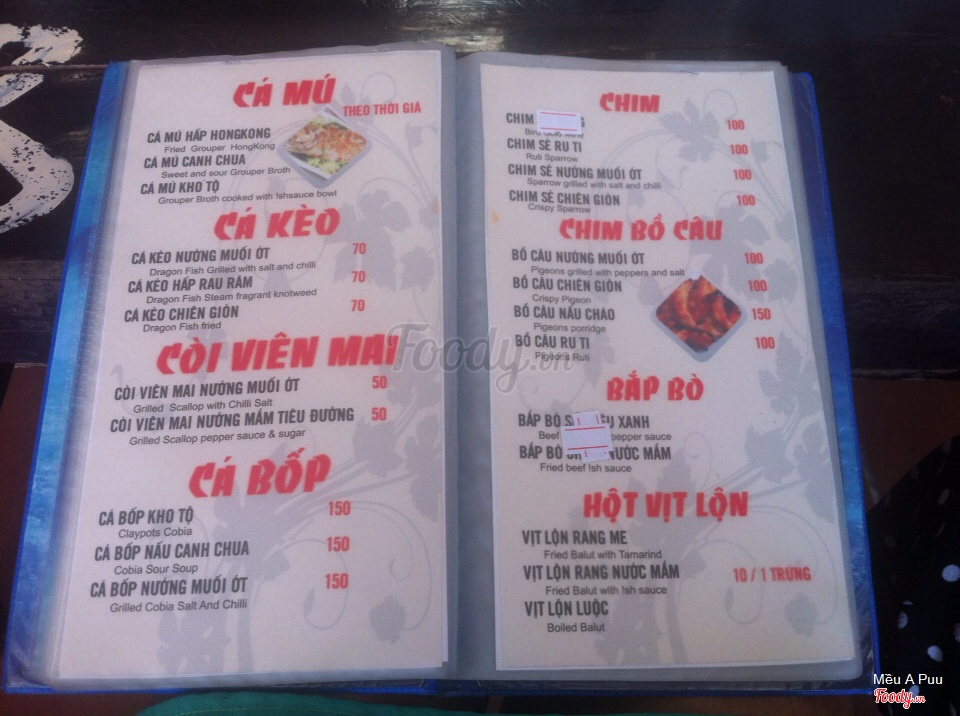 CÁ MÚ
THEO THỜI GIÁ
CÁ MÚ HẤP HONGKONG
Fried Grouper HongKong
CÁ MÚ CANH CHUA
Sweet and sour Grouper Broth
CÁ MÚ KHO TỘ
Grouper Broth cooked with !shsauce bowl
CÁ KÈO
CÁ KÈO NƯỚNG MUỐI ỚT 70
Dragon Fish Grilled with salt and chilli
CÁ KÈO HẤP RAU RĂM 70
Dragon Fish Steam fragrant knotweed
CÁ KÈO CHIÊN GIÒN 70
Dragon Fish fried
CÒI VIÊN MAI
CÒI VIÊN MAI NƯỚNG MUỐI ỚT 50
Grilled Scallop with Chilli Salt
CÒI VIÊN MAI NƯỚNG MẮM TIÊU ĐƯỜNG 50
Grilled Scallop pepper sauce & sugar
CÁ BỐP
CÁ BỐP KHO TỘ 150
Claypots Cobia
CÁ BỐP NẤU CANH CHUA 150
Cobia Sour Soup
CÁ BỐP NƯỚNG MUỐI ỚT 150
Grilled Cobia Salt And Chilli
CHIM
CHIM 100
CHIM SẺ RU TI 100
Ruti Sparrow
CHIM SẺ NƯỚNG MUỐI ỚT 100
Sparrow grilled with salt and chilli
CHIM SẺ CHIÊN GIÒN 100
Crispy Sparrow
CHIM BỒ CÂU
BỒ CÂU NƯỚNG MUỐI ỚT 100
Pigeons grilled with peppers and salt
BỒ CÂU CHIÊN GIÒN 100
Crispy Pigeon
BỒ CÂU NẤU CHÁO 150
Pigeons porridge
BỒ CÂU RU TI 100
Pigeons Ruti
BẮP BÒ
BẮP BÒ XANH
Beef pepper sauce
BẮP BÒ NƯỚC MẮM
Fried beef !sh sauce
HỘT VỊT LỘN
VỊT LỘN RANG ME
Fried Balut with Tamarind
VỊT LỘN RANG NƯỚC MẮM 10 / 1 TRỨNG
Fried Balut with !sh sauce
VỊT LỘN LUỘC
Boiled Balut
Foody.vn
Mều A Puu
Foody.vn